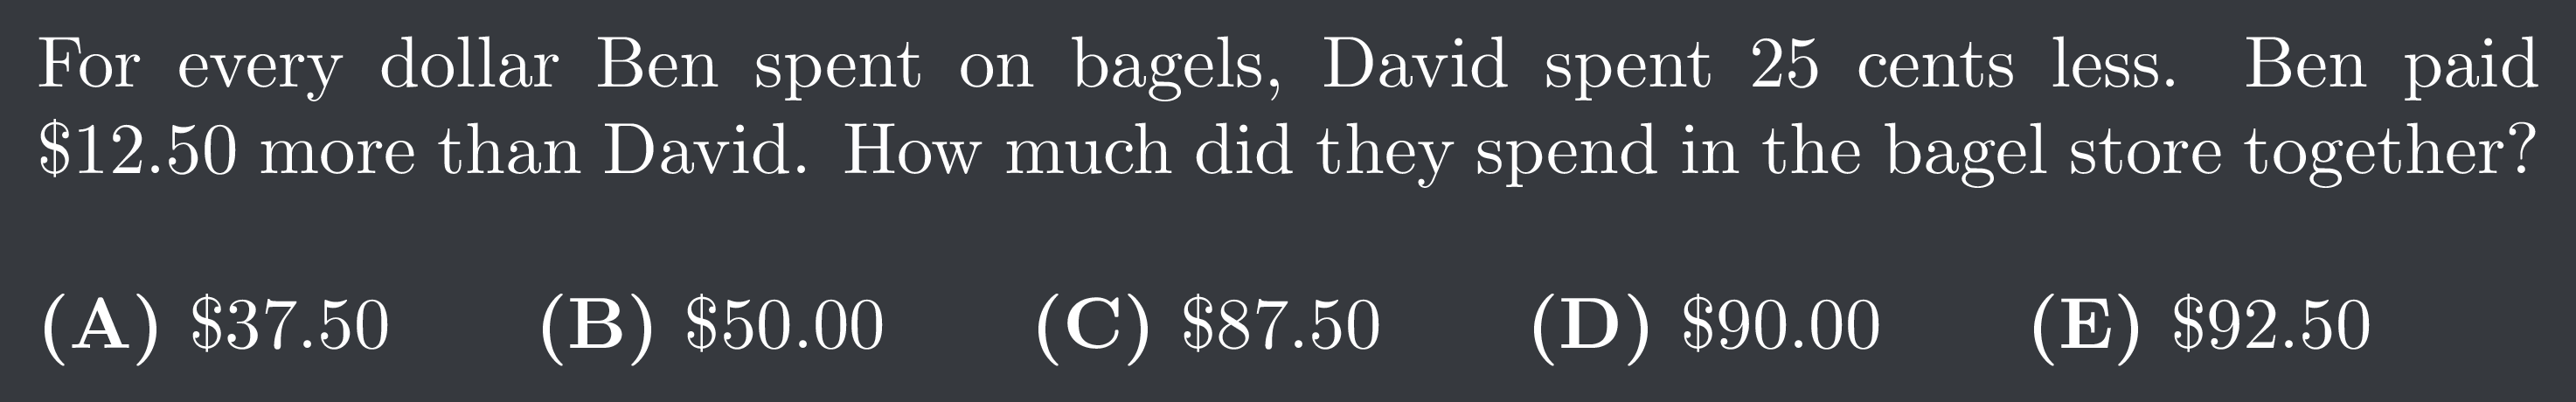 For every dollar Ben spent on bagels, David spent 25 cents less. Ben paid
$12.50 more than David. How much did they spend in the bagel store together?
(A) $37.50 (B) $50.00 (C) $87.50 (D) $90.00 (E) $92.50